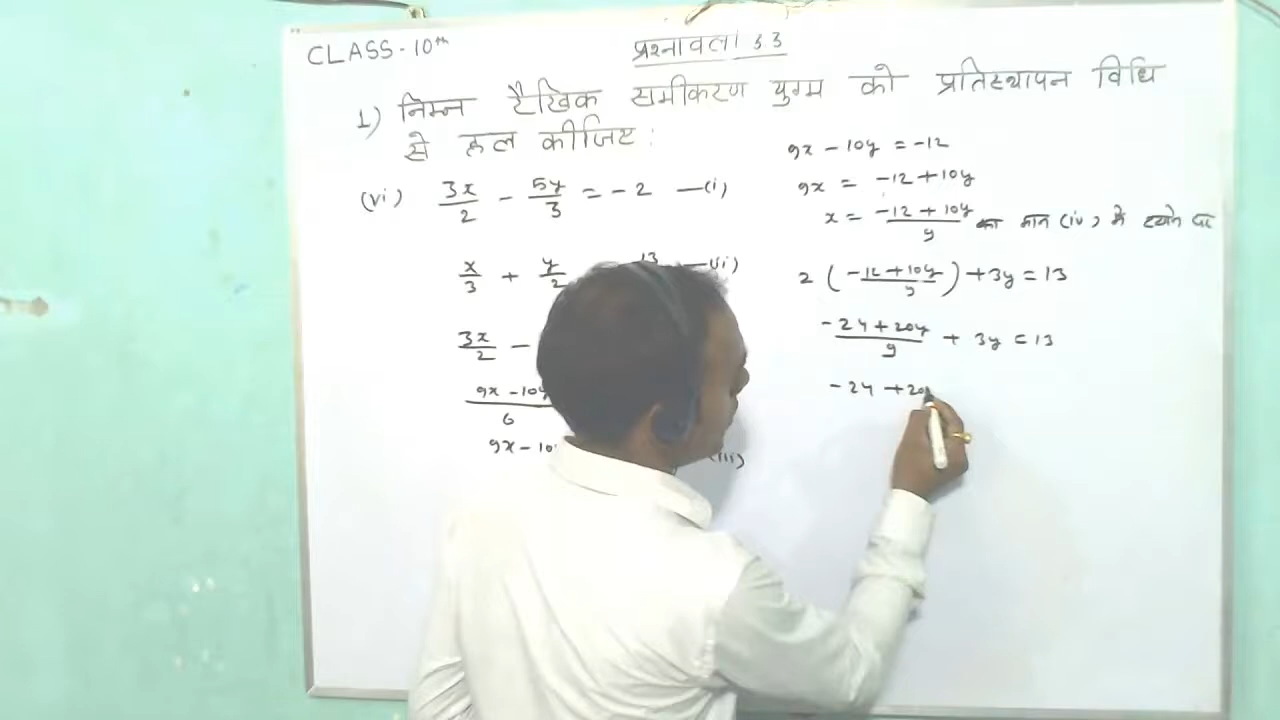 CLASS-10th
प्रश्नावली 3.3
1) निम्न रैखिक समीकरण युग्म को प्रतिस्थापन विधि
से हल कीजिए :
(vi) 3x/2 - 5y/3 = -2 —(i)
x/3 + y/2 13 —(ii)
3x/2 -
9x - 10y
6
9x - 10 (iii)
9x - 10y = -12
9x = -12 + 10y
x = -12 + 10y / 9 का मान (iv) में रखने पर
2 ( -12 + 10y / 9 ) + 3y = 13
-24 + 20y / 9 + 3y = 13
-24 + 20